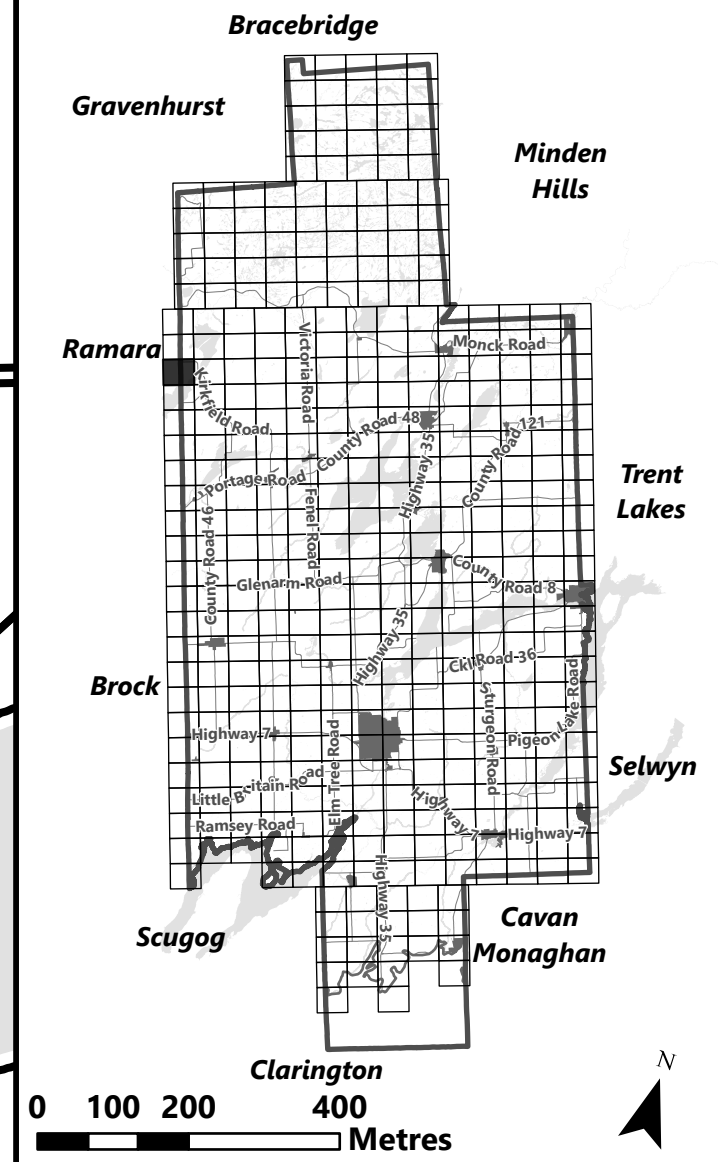 Bracebridge
Gravenhurst
Minden
Hills
Ramara
Monck Road
Victoria Road
Kirkfield Road
County Road 48
County Road 121
Highway 35
Portage Road
Trent
Lakes
Fenel Road
County Road 46
Glenarm Road
County Road 8
Highway 35
Ckl Road 36
Brock
Sturgeon Road
Pigeon Lake Road
Highway 7
Elm Tree Road
Selwyn
Little Britain Road
Highway 7
Ramsey Road
Highway 7
Highway 35
Cavan
Monaghan
Scugog
Clarington
N
0 100 200 400
Metres